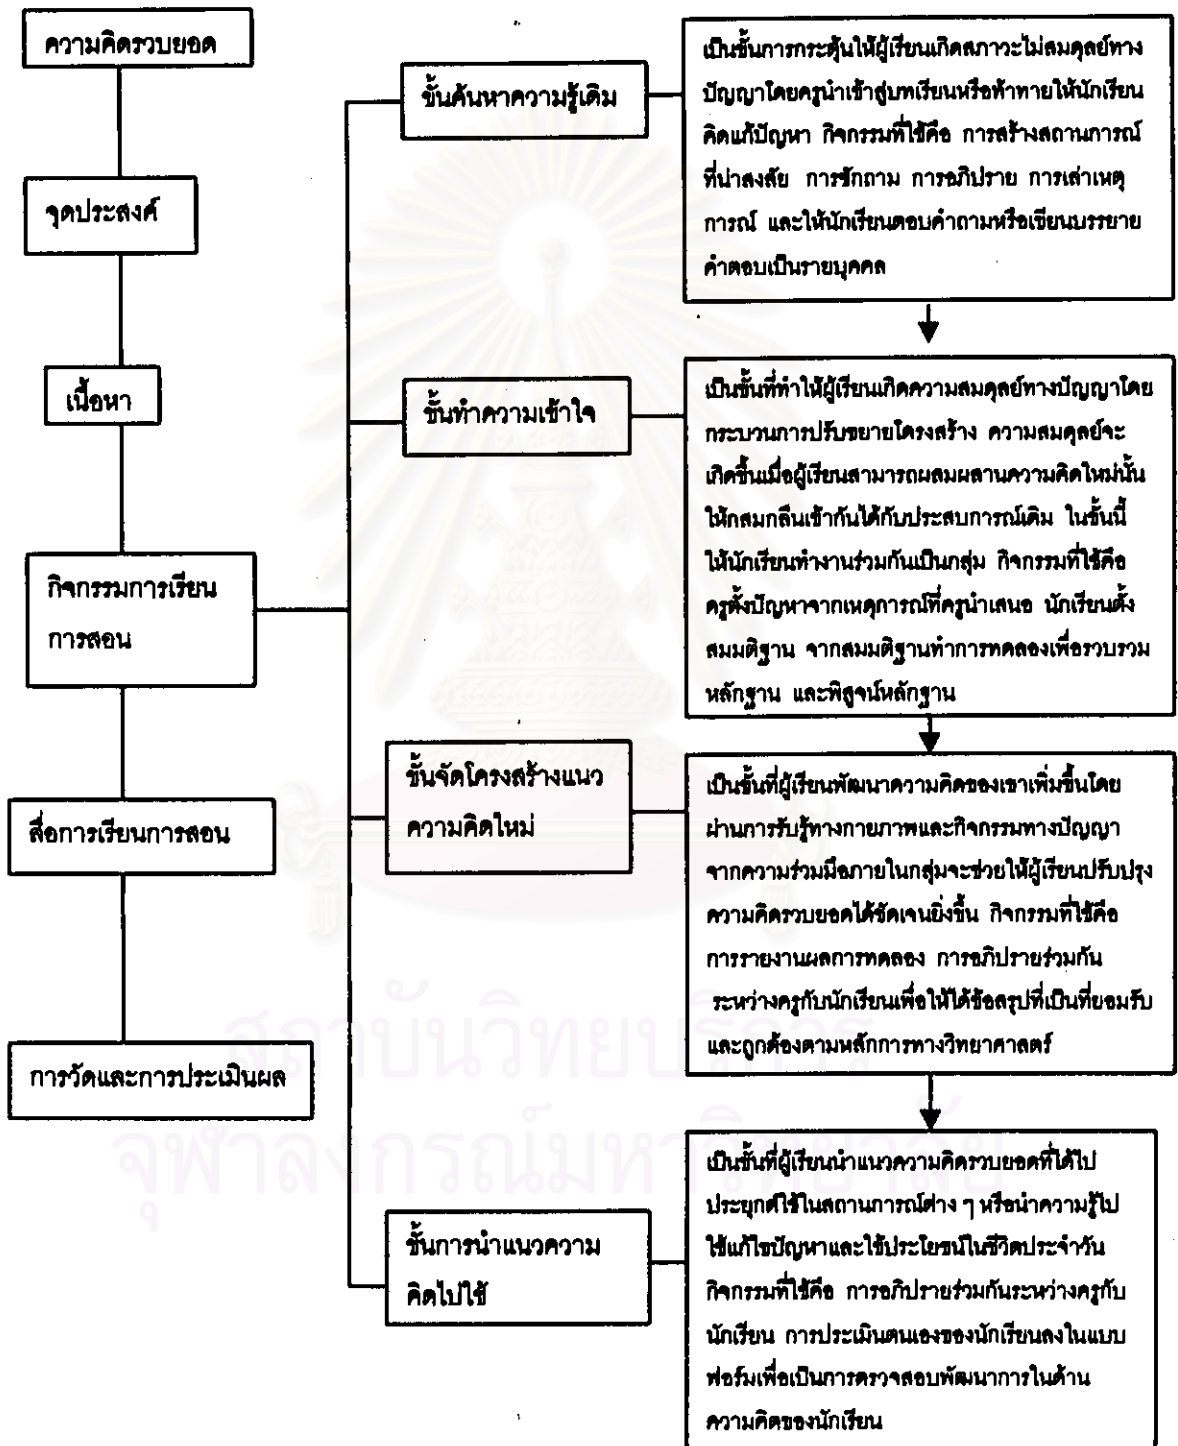 ความคิดรวบยอด
จุดประสงค์
เนื้อหา
กิจกรรมการเรียน
การสอน
สื่อการเรียนการสอน
การวัดและการประเมินผล
ขั้นค้นหาความรู้เดิม
เป็นขั้นการกระตุ้นให้ผู้เรียนเกิดสภาวะไม่สมดุลย์ทาง
ปัญญาโดยครูนำเข้าสู่บทเรียนหรือท้าทายให้นักเรียน
คิดแก้ปัญหา กิจกรรมที่ใช้คือ การสร้างสถานการณ์
ที่น่าสงสัย การซักถาม การอภิปราย การเล่าเหตุ
การณ์ และให้นักเรียนตอบคำถามหรือเขียนบรรยาย
คำตอบเป็นรายบุคคล
ขั้นทำความเข้าใจ
เป็นขั้นที่ทำให้ผู้เรียนเกิดความสมดุลย์ทางปัญญาโดย
กระบวนการปรับขยายโครงสร้าง ความสมดุลย์จะ
เกิดขึ้นเมื่อผู้เรียนสามารถผสมผสานความคิดใหม่นั้น
ให้กลมกลืนเข้ากันได้กับประสบการณ์เดิม ในขั้นนี้
ให้นักเรียนทำงานร่วมกันเป็นกลุ่ม กิจกรรมที่ใช้คือ
ครูตั้งปัญหาจากเหตุการณ์ที่ครูนำเสนอ นักเรียนตั้ง
สมมติฐาน จากสมมติฐานทำการทดลองเพื่อรวบรวม
หลักฐาน และพิสูจน์หลักฐาน
ขั้นจัดโครงสร้างแนว
ความคิดใหม่
เป็นขั้นที่ผู้เรียนพัฒนาความคิดของเขาเพิ่มขึ้นโดย
ผ่านการรับรู้ทางกายภาพและกิจกรรมทางปัญญา
จากความร่วมมือภายในกลุ่มจะช่วยให้ผู้เรียนปรับปรุง
ความคิดรวบยอดได้ชัดเจนยิ่งขึ้น กิจกรรมที่ใช้คือ
การรายงานผลการทดลอง การอภิปรายร่วมกัน
ระหว่างครูกับนักเรียนเพื่อให้ได้ข้อสรุปที่เป็นที่ยอมรับ
และถูกต้องตามหลักการทางวิทยาศาสตร์
ขั้นการนำแนวความ
คิดไปใช้
เป็นขั้นที่ผู้เรียนนำแนวความคิดรวบยอดที่ได้ไป
ประยุกต์ใช้ในสถานการณ์ต่าง ๆ หรือนำความรู้ไป
ใช้แก้ไขปัญหาและใช้ประโยชน์ในชีวิตประจำวัน
กิจกรรมที่ใช้คือ การอภิปรายร่วมกันระหว่างครูกับ
นักเรียน การประเมินตนเองของนักเรียนลงในแบบ
ฟอร์มเพื่อเป็นการตรวจสอบพัฒนาการในด้าน
ความคิดของนักเรียน
สถาบันวิทยบริการ
จุฬาลงกรณ์มหาวิทยาลัย